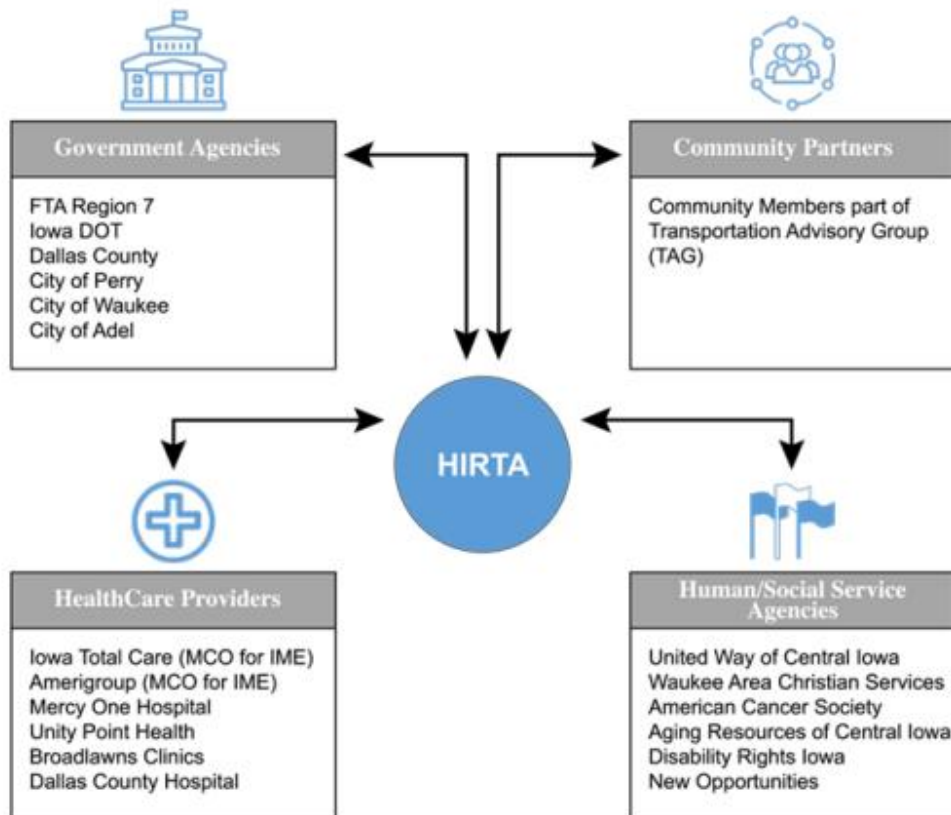 Government Agencies
FTA Region 7
Iowa DOT
Dallas County
City of Perry
City of Waukee
City of Adel
Community Partners
Community Members part of
Transportation Advisory Group
(TAG)
HIRTA
HealthCare Providers
Iowa Total Care (MCO for IME)
Amerigroup (MCO for IME)
Mercy One Hospital
Unity Point Health
Broadlawns Clinics
Dallas County Hospital
Human/Social Service
Agencies
United Way of Central Iowa
Waukee Area Christian Services
American Cancer Society
Aging Resources of Central Iowa
Disability Rights Iowa
New Opportunities